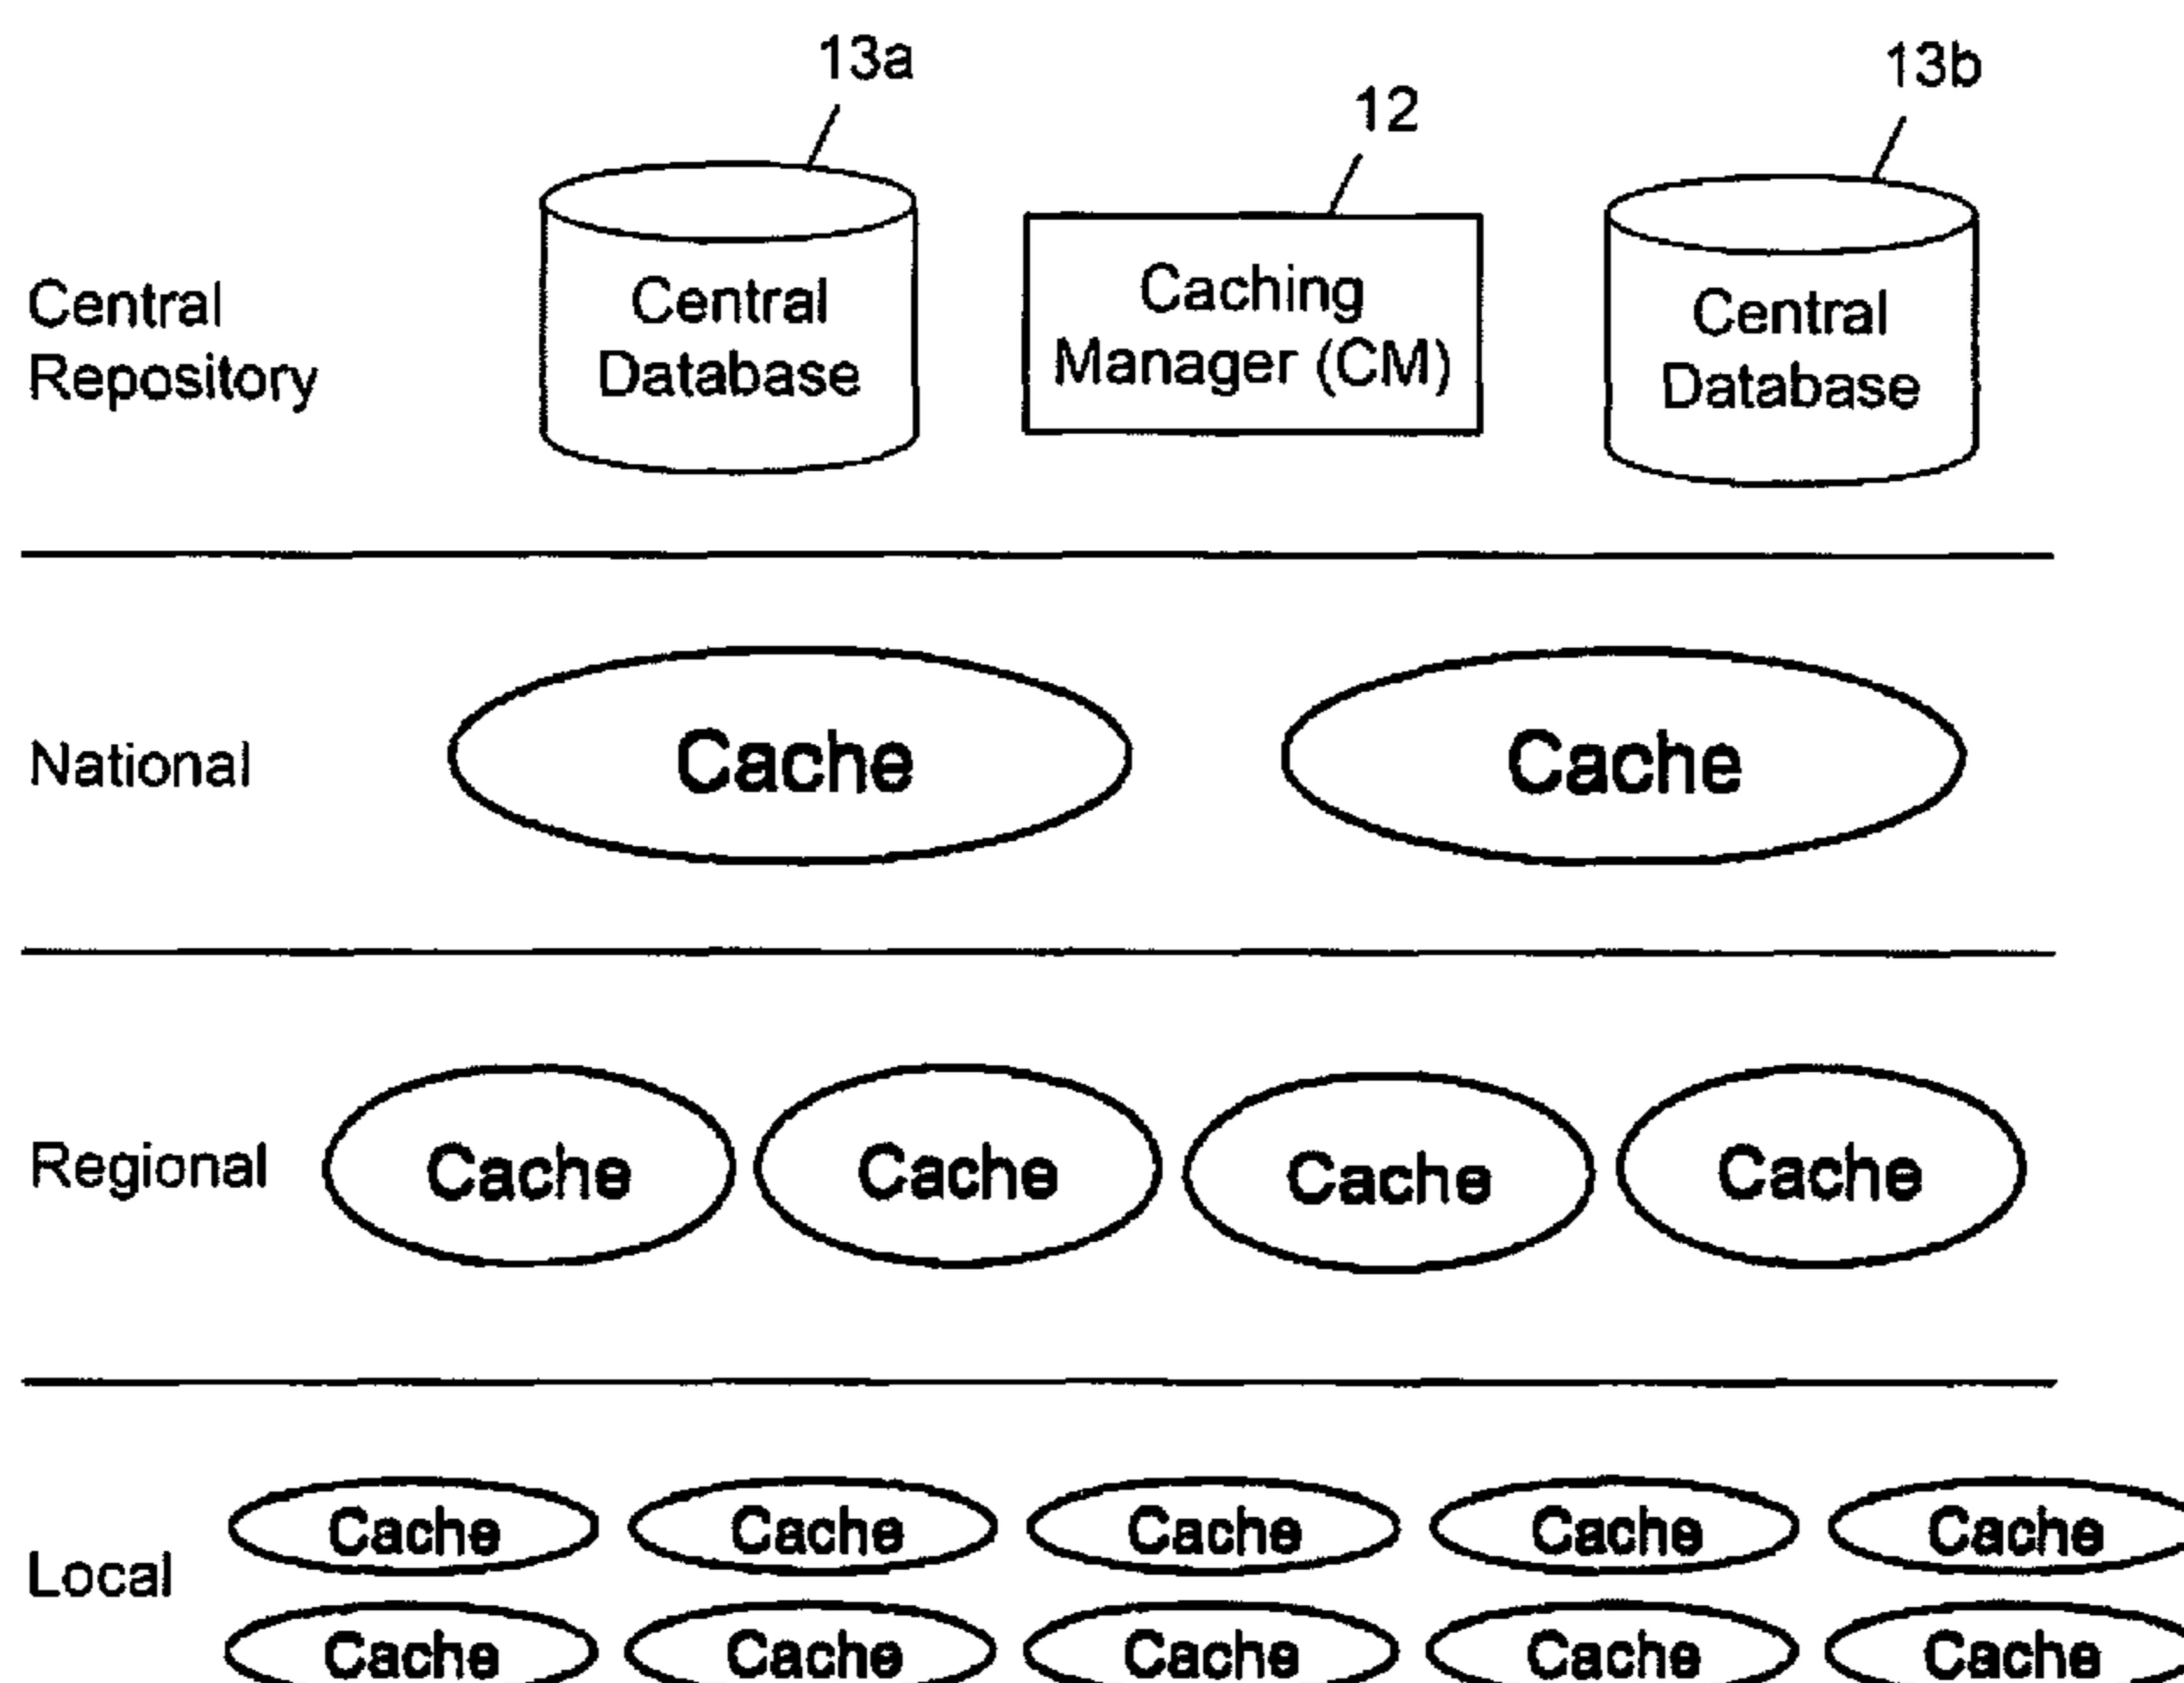 13a
12
13b
Central
Repository
Central
Database
Caching
Manager (CM)
Central
Database
National
Cache
Cache
Regional
Cache
Cache
Cache
Cache
Local
Cache
Cache
Cache
Cache
Cache
Cache
Cache
Cache
Cache
Cache